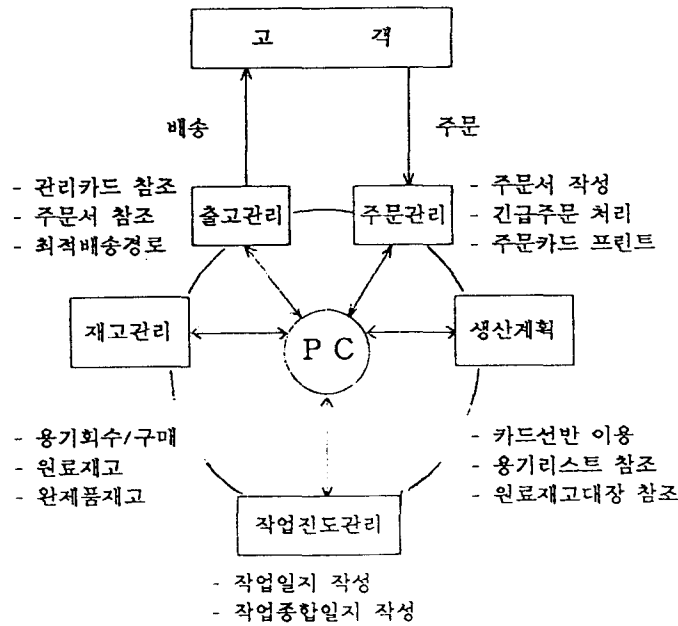 고 객
배송
주문
- 관리카드 참조
- 주문서 참조
- 최적배송경로
출고관리
주문관리
- 주문서 작성
- 긴급주문 처리
- 주문카드 프린트
재고관리
P C
생산계획
- 용기회수/구매
- 원료재고
- 완제품재고
- 카드선반 이용
- 용기리스트 참조
- 원료재고대장 참조
작업진도관리
- 작업일지 작성
- 작업종합일지 작성